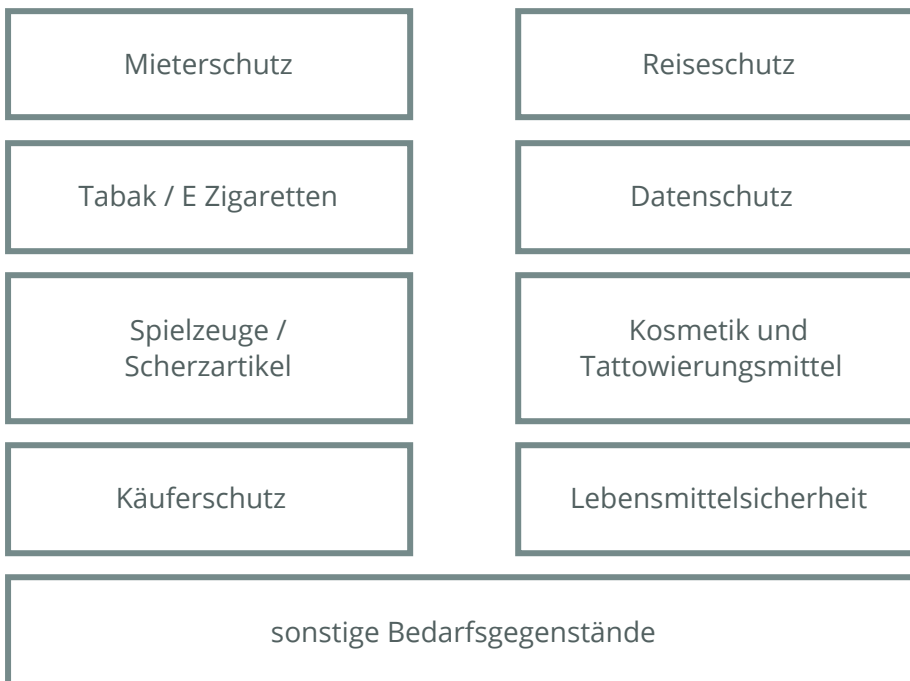 Mieterschutz
Reiseschutz
Tabak / E Zigaretten
Datenschutz
Spielzeuge /
Scherzartikel
Kosmetik und
Tattowierungsmittel
Käuferschutz
Lebensmittelsicherheit
sonstige Bedarfsgegenstände